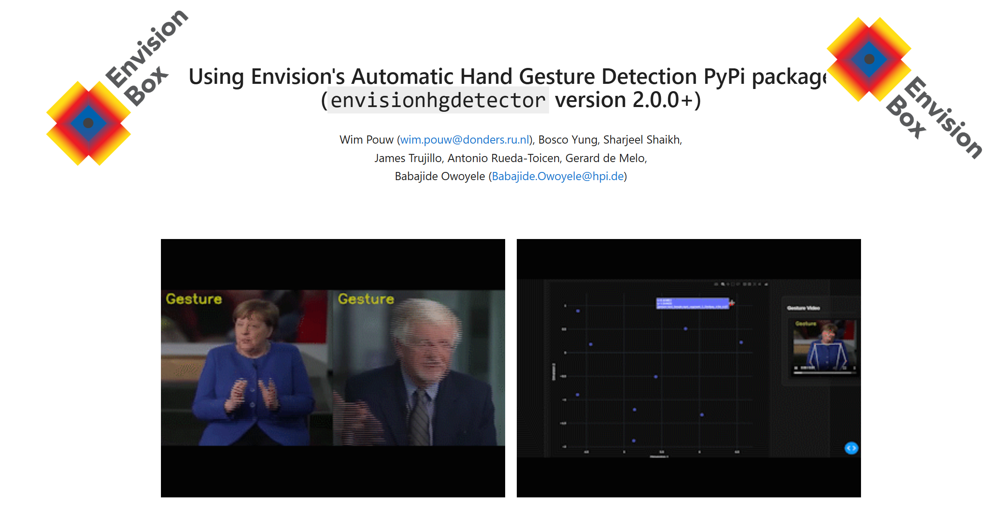 Envision
Box
Envision
Box
Using Envision's Automatic Hand Gesture Detection PyPi package
(envisionhgdetector version 2.0.0+)
Wim Pouw (wim.pouw@donders.ru.nl), Bosco Yung, Sharjeel Shaikh,
James Trujillo, Antonio Rueda-Toicen, Gerard de Melo,
Babajide Owoyele (Babajide.Owoyele@hpi.de)
Gesture
Gesture
Gesture Video
Gesture